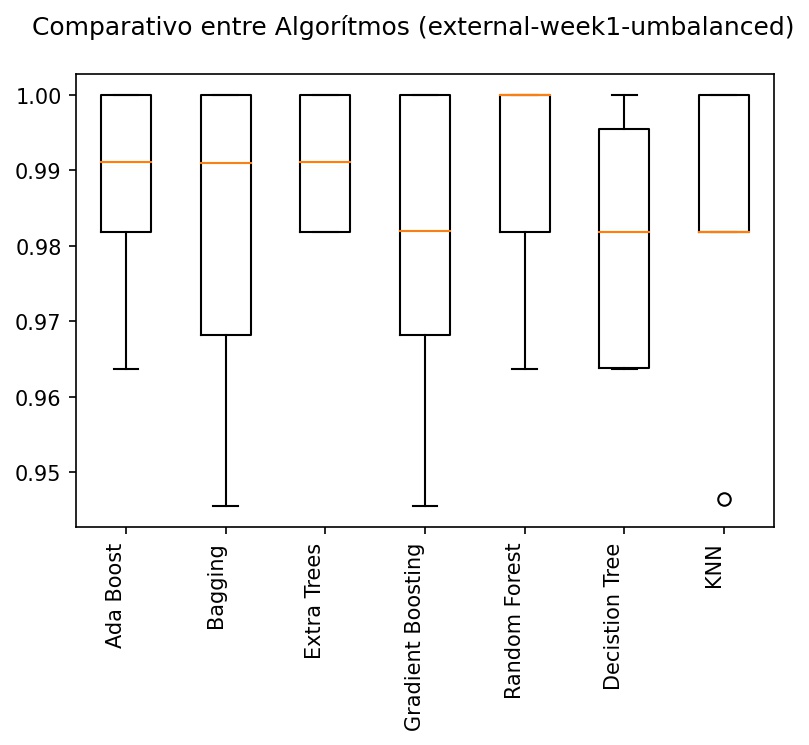 Comparativo entre Algorítmos (external-week1-umbalanced)
1.00
0.99
0.98
0.97
0.96
0.95
Ada Boost
Bagging
Extra Trees
Gradient Boosting
Random Forest
Decistion Tree
KNN